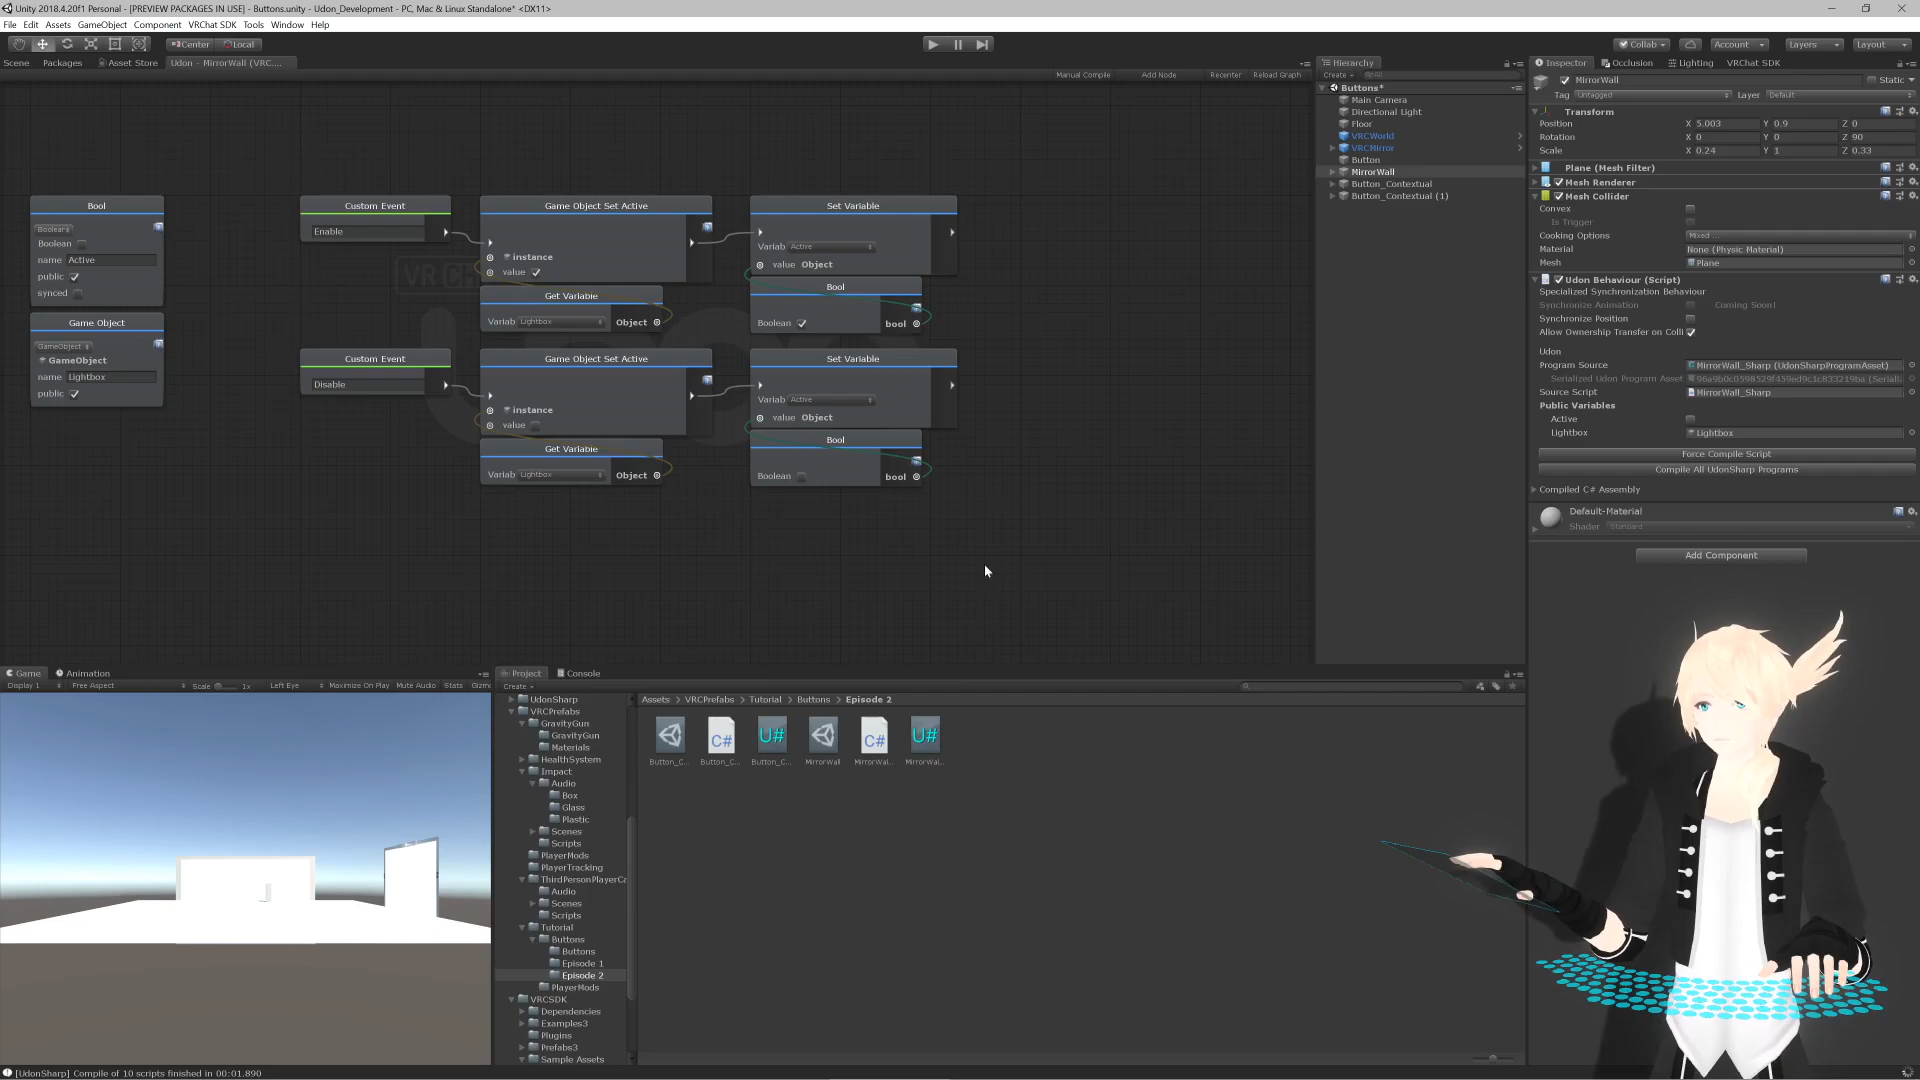 Unity 2018.4.20f1 Personal - [PREVIEW PACKAGES IN USE] - Buttons.unity - Udon_Development - PC, Mac & Linux Standalone* <DX11>
File Edit Assets GameObject Component VRChat SDK Tools Window Help
Center Local Collab Account Layers Layout
Scene Packages Asset Store Udon - MirrorWall (VRC....
Manual Compile Add Node Recenter Reload Graph
Bool
Boolean
Boolean
name Active
public
synced
Game Object
GameObject
GameObject
name Lightbox
public
Custom Event
Enable
Game Object Set Active
instance
value
Get Variable
Variab Lightbox Object
Set Variable
Variab Active
value Object
Bool
Boolean bool
Custom Event
Disable
Game Object Set Active
instance
value
Get Variable
Variab Lightbox Object
Set Variable
Variab Active
value Object
Bool
Boolean bool
Hierarchy
Create
Buttons*
Main Camera
Directional Light
Floor
VRCWorld
VRCMirror
Button
MirrorWall
Button_Contextual
Button_Contextual (1)
Inspector Occlusion Lighting VRChat SDK
MirrorWall Static
Tag Untagged Layer Default
Transform
Position X 5.003 Y 0.9 Z 0
Rotation X 0 Y 0 Z 90
Scale X 0.24 Y 1 Z 0.33
Plane (Mesh Filter)
Mesh Renderer
Mesh Collider
Convex
Is Trigger
Cooking Options Mixed ...
Material None (Physic Material)
Mesh Plane
Udon Behaviour (Script)
Specialized Synchronization Behaviour
Synchronize Animation Coming Soon!
Synchronize Position
Allow Ownership Transfer on Colli
Udon
Program Source MirrorWall_Sharp (UdonSharpProgramAsset)
Serialized Udon Program Asset
Source Script MirrorWall_Sharp
Public Variables
Active
Lightbox Lightbox
Force Compile Script
Compile All UdonSharp Programs
Compiled C# Assembly
Default-Material
Shader Standard
Add Component
Game Animation
Display 1 Free Aspect Scale 1x Left Eye Maximize On Play Mute Audio Stats Gizm
Project Console
Create
UdonSharp
VRCPrefabs
GravityGun
GravityGun
Materials
HealthSystem
Impact
Audio
Box
Glass
Plastic
Scenes
Scripts
PlayerMods
PlayerTracking
ThirdPersonPlayerCr
Audio
Scenes
Scripts
Tutorial
Buttons
Buttons
Episode 1
Episode 2
PlayerMods
VRCSDK
Dependencies
Examples3
Plugins
Prefabs3
Sample Assets
Assets Tutorial Buttons Episode 2
VRCPrefabs
C# U# C# U#
Button_C... Button_C... Button_C... MirrorWall MirrorWal... MirrorWal...
[UdonSharp] Compile of 10 scripts finished in 00:01.890